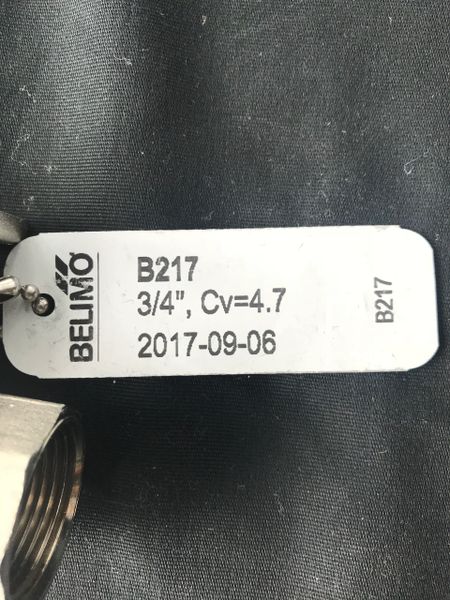 BELIMO
B217
3/4", Cv=4.7
2017-09-06
B217